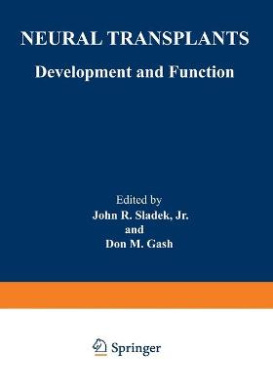 NEURAL TRANSPLANTS
Development and Function
Edited by
John R. Sladek, Jr.
and
Don M. Gash
Springer